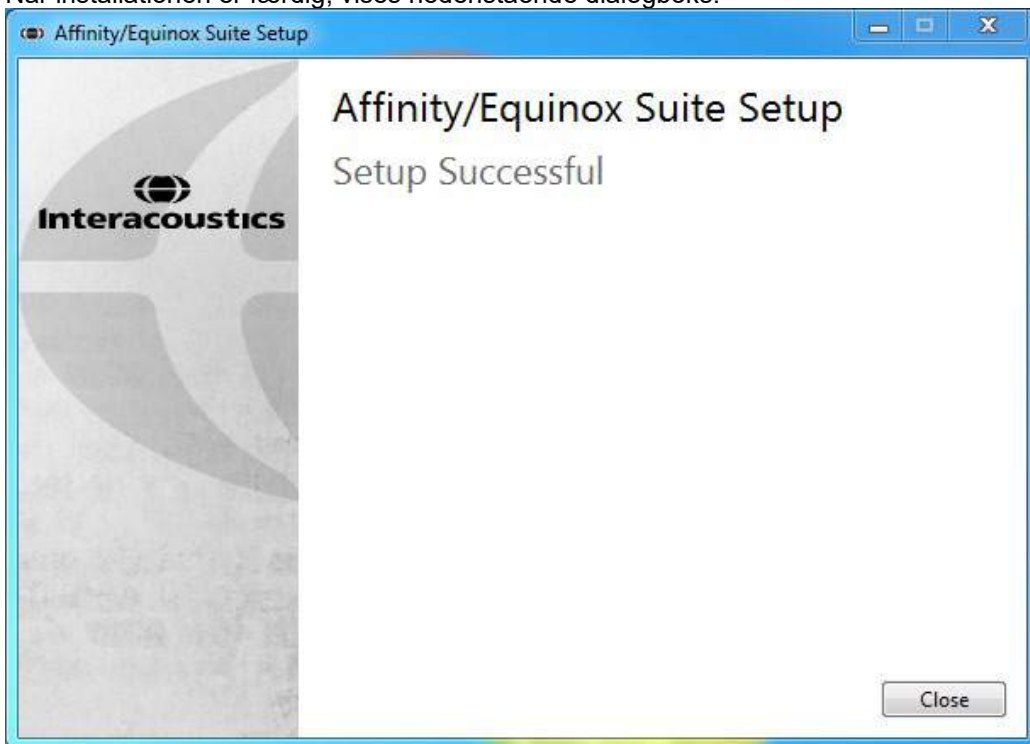 Når installationen er færdig, vises nedenstående dialogboks.
Affinity/Equinox Suite Setup
Affinity/Equinox Suite Setup
Setup Successful
Interacoustics
Close